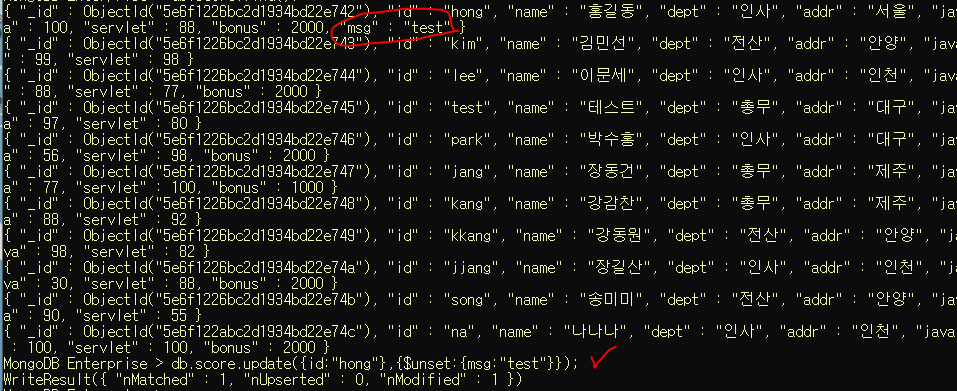 { "_id" : ObjectId("5e6f1226bc2d1934bd22e742"), "id" : "hong", "name" : "홍길동", "dept" : "인사", "addr" : "서울", "jav
a" : 100, "servlet" : 88, "bonus" : 2000, "msg" : "test" }
{ "_id" : ObjectId("5e6f1226bc2d1934bd22e743"), "id" : "kim", "name" : "김민선", "dept" : "전산", "addr" : "안양", "java
" : 99, "servlet" : 98 }
{ "_id" : ObjectId("5e6f1226bc2d1934bd22e744"), "id" : "lee", "name" : "이문세", "dept" : "인사", "addr" : "인천", "java
" : 88, "servlet" : 77, "bonus" : 2000 }
{ "_id" : ObjectId("5e6f1226bc2d1934bd22e745"), "id" : "test", "name" : "테스트", "dept" : "총무", "addr" : "대구", "jav
a" : 97, "servlet" : 80 }
{ "_id" : ObjectId("5e6f1226bc2d1934bd22e746"), "id" : "park", "name" : "박수홍", "dept" : "인사", "addr" : "대구", "jav
a" : 56, "servlet" : 98, "bonus" : 2000 }
{ "_id" : ObjectId("5e6f1226bc2d1934bd22e747"), "id" : "jang", "name" : "장동건", "dept" : "인사", "addr" : "제주", "jav
a" : 77, "servlet" : 100, "bonus" : 1000 }
{ "_id" : ObjectId("5e6f1226bc2d1934bd22e748"), "id" : "kang", "name" : "강감찬", "dept" : "총무", "addr" : "제주", "jav
a" : 88, "servlet" : 92 }
{ "_id" : ObjectId("5e6f1226bc2d1934bd22e749"), "id" : "kkang", "name" : "강동원", "dept" : "전산", "addr" : "안양", "ja
va" : 98, "servlet" : 82 }
{ "_id" : ObjectId("5e6f1226bc2d1934bd22e74a"), "id" : "jjang", "name" : "장길산", "dept" : "인사", "addr" : "인천", "ja
va" : 30, "servlet" : 88, "bonus" : 2000 }
{ "_id" : ObjectId("5e6f1226bc2d1934bd22e74b"), "id" : "song", "name" : "송미미", "dept" : "전산", "addr" : "안양", "jav
a" : 90, "servlet" : 55 }
{ "_id" : ObjectId("5e6f122abc2d1934bd22e74c"), "id" : "na", "name" : "나나나", "dept" : "인사", "addr" : "인천", "java"
: 100, "servlet" : 100, "bonus" : 2000 }
MongoDB Enterprise > db.score.update({id:"hong"},{$unset:{msg:"test"}});
WriteResult({ "nMatched" : 1, "nUpserted" : 0, "nModified" : 1 })